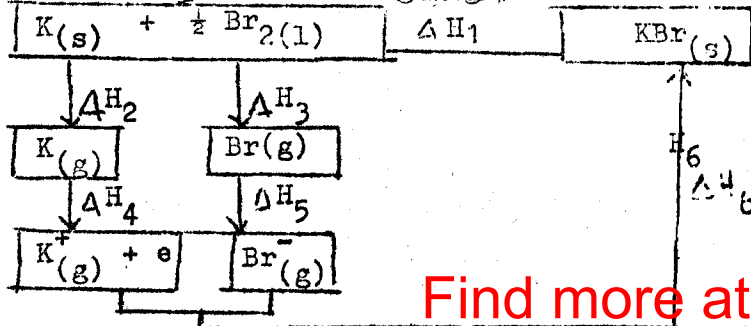 K(s) + ½ Br2(l) ΔH1 KBr(s)
ΔH2 ΔH3
K(g) Br(g)
H6
ΔH4 ΔH5 ΔH6
K+(g) + e Br-(g)
Find more at